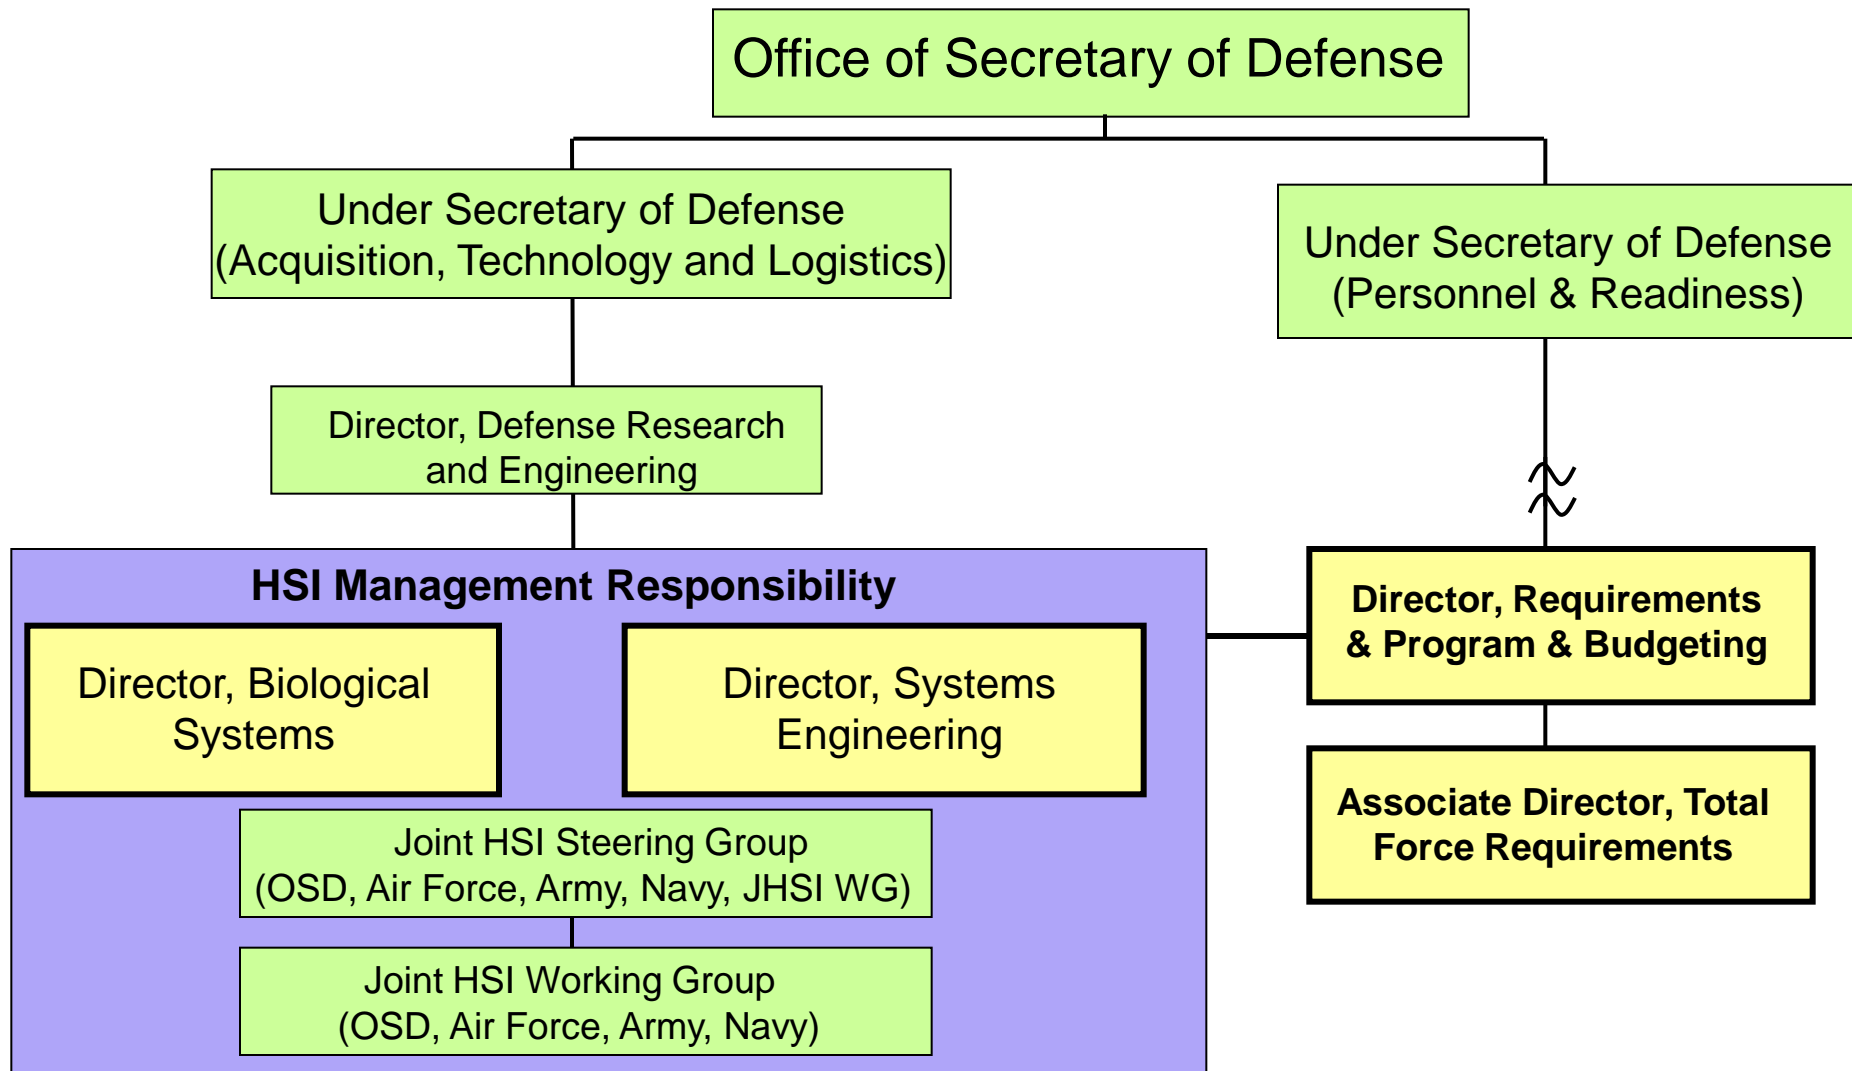 Office of Secretary of Defense
Under Secretary of Defense
(Acquisition, Technology and Logistics)
Under Secretary of Defense
(Personnel & Readiness)
Director, Defense Research
and Engineering
HSI Management Responsibility
Director, Biological
Systems
Director, Systems
Engineering
Director, Requirements
& Program & Budgeting
Associate Director, Total
Force Requirements
Joint HSI Steering Group
(OSD, Air Force, Army, Navy, JHSI WG)
Joint HSI Working Group
(OSD, Air Force, Army, Navy)